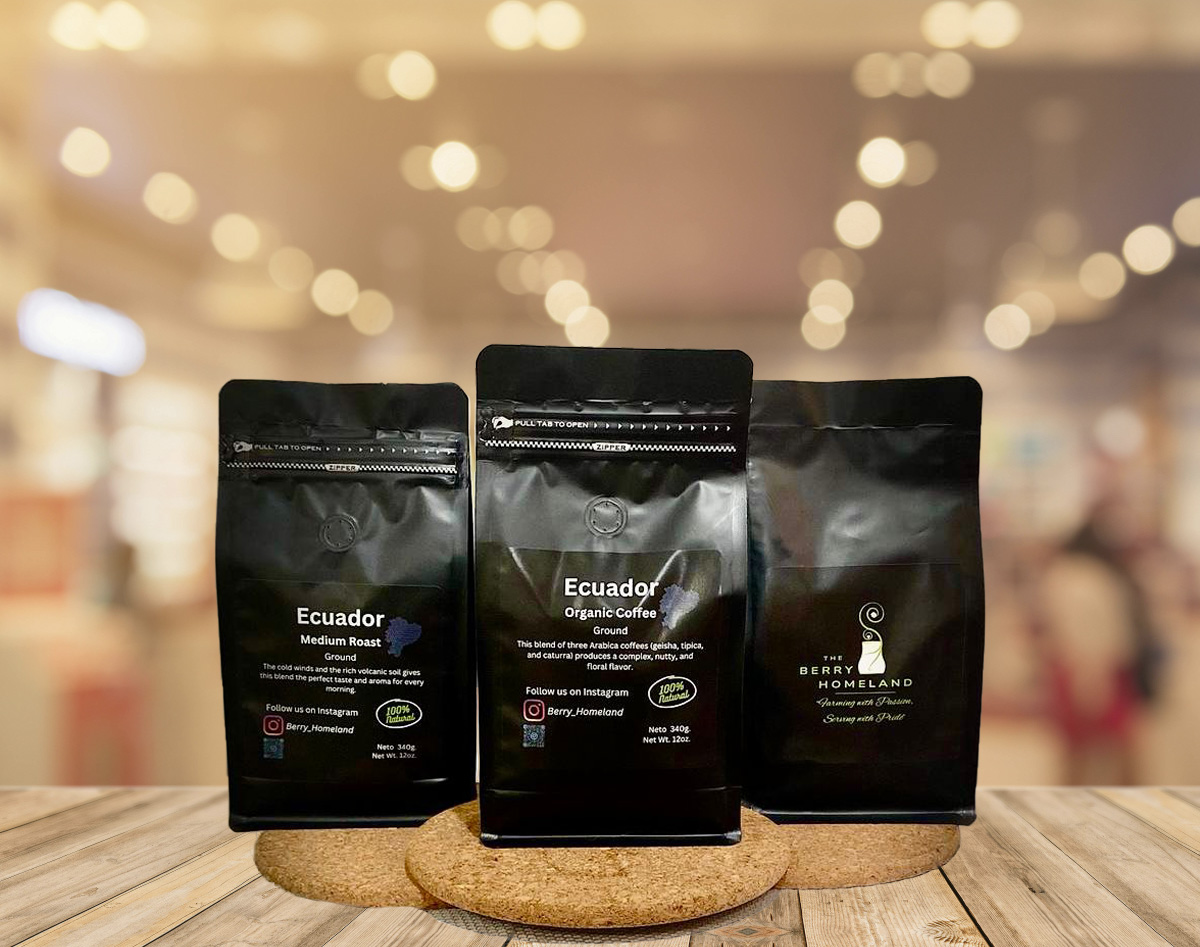 PULL TAB TO OPEN
ZIPPER
Ecuador
Medium Roast
Ground
The cold winds and the rich volcanic soil gives
this blend the perfect taste and aroma for every
morning.
Follow us on Instagram
Berry_Homeland
100%
Natural
Neto 340g.
Net Wt. 12oz.
PULL TAB TO OPEN
ZIPPER
Ecuador
Organic Coffee
Ground
This blend of three Arabica coffees (geisha, tipica,
and caturra) produces a complex, nutty, and
floral flavor.
Follow us on Instagram
Berry_Homeland
100%
Natural
Neto 340g.
Net Wt. 12oz.
THE
BERRY
HOMELAND
Farming with Passion,
Serving with Pride